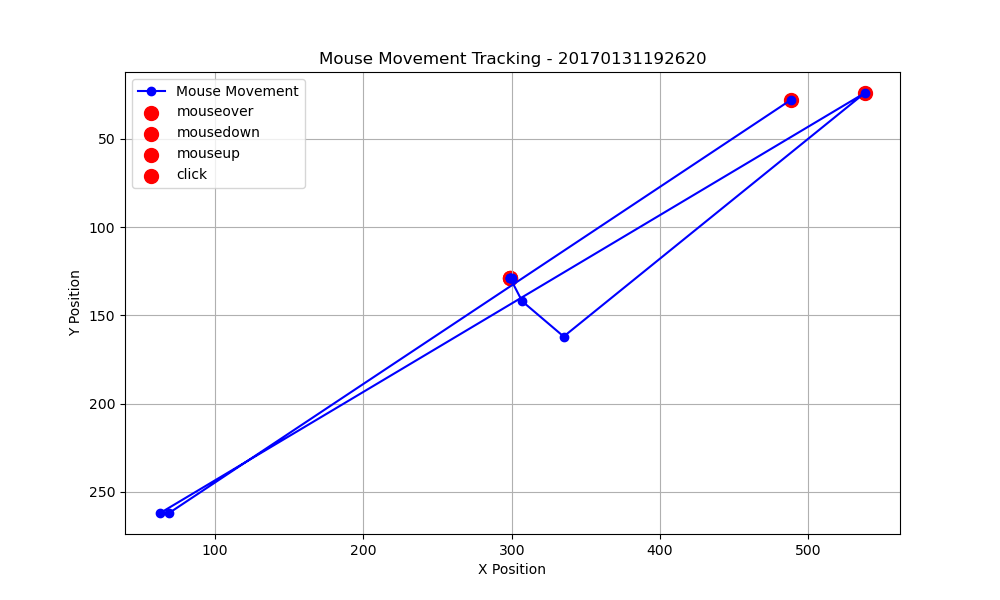 Mouse Movement Tracking - 20170131192620
Mouse Movement
mouseover
mousedown
mouseup
click
50
100
150
200
250
Y Position
100
200
300
400
500
X Position